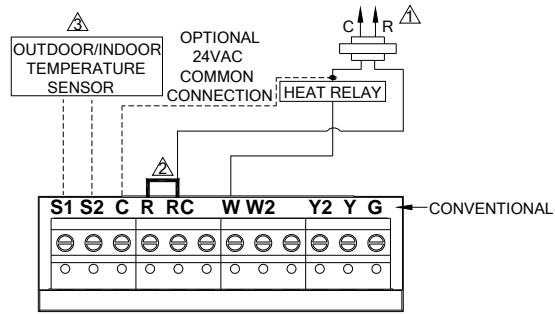 3
OUTDOOR/INDOOR
TEMPERATURE
SENSOR
OPTIONAL
24VAC
COMMON
CONNECTION
C R
1
HEAT RELAY
2
S1 S2 C R RC W W2 Y2 Y G
CONVENTIONAL